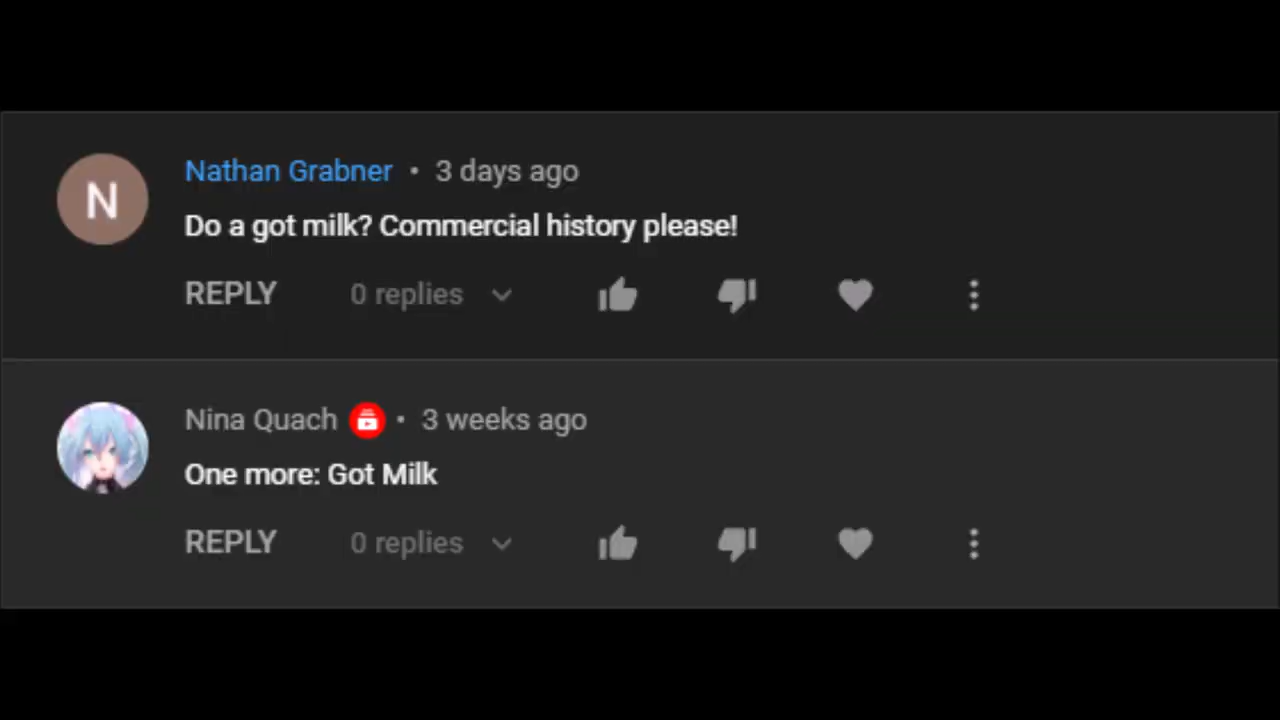 N
Nathan Grabner • 3 days ago
Do a got milk? Commercial history please!
REPLY 0 replies
Nina Quach • 3 weeks ago
One more: Got Milk
REPLY 0 replies